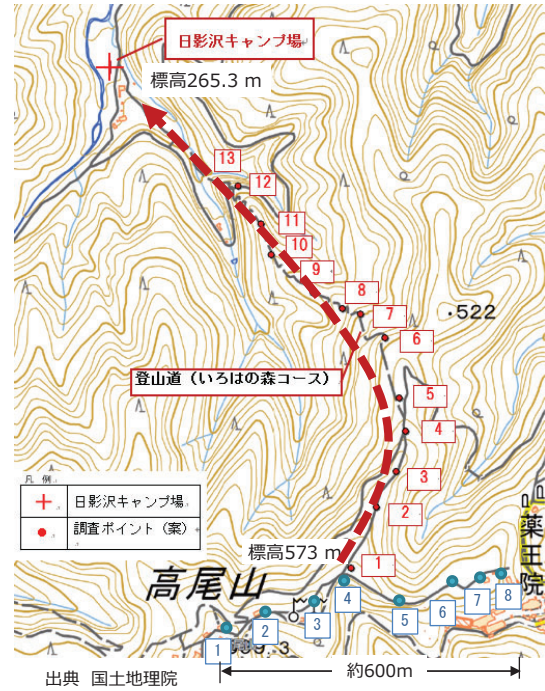 日影沢キャンプ場
標高265.3 m
13
12
11
10
9
8
7
・522
6
登山道（いろはの森コース）
5
4
凡 例
日影沢キャンプ場
3
調査ポイント（案）
2
薬王院
標高573 m
1
高尾山
4
8
7
6
5
3
2
1
約600m
出典 国土地理院